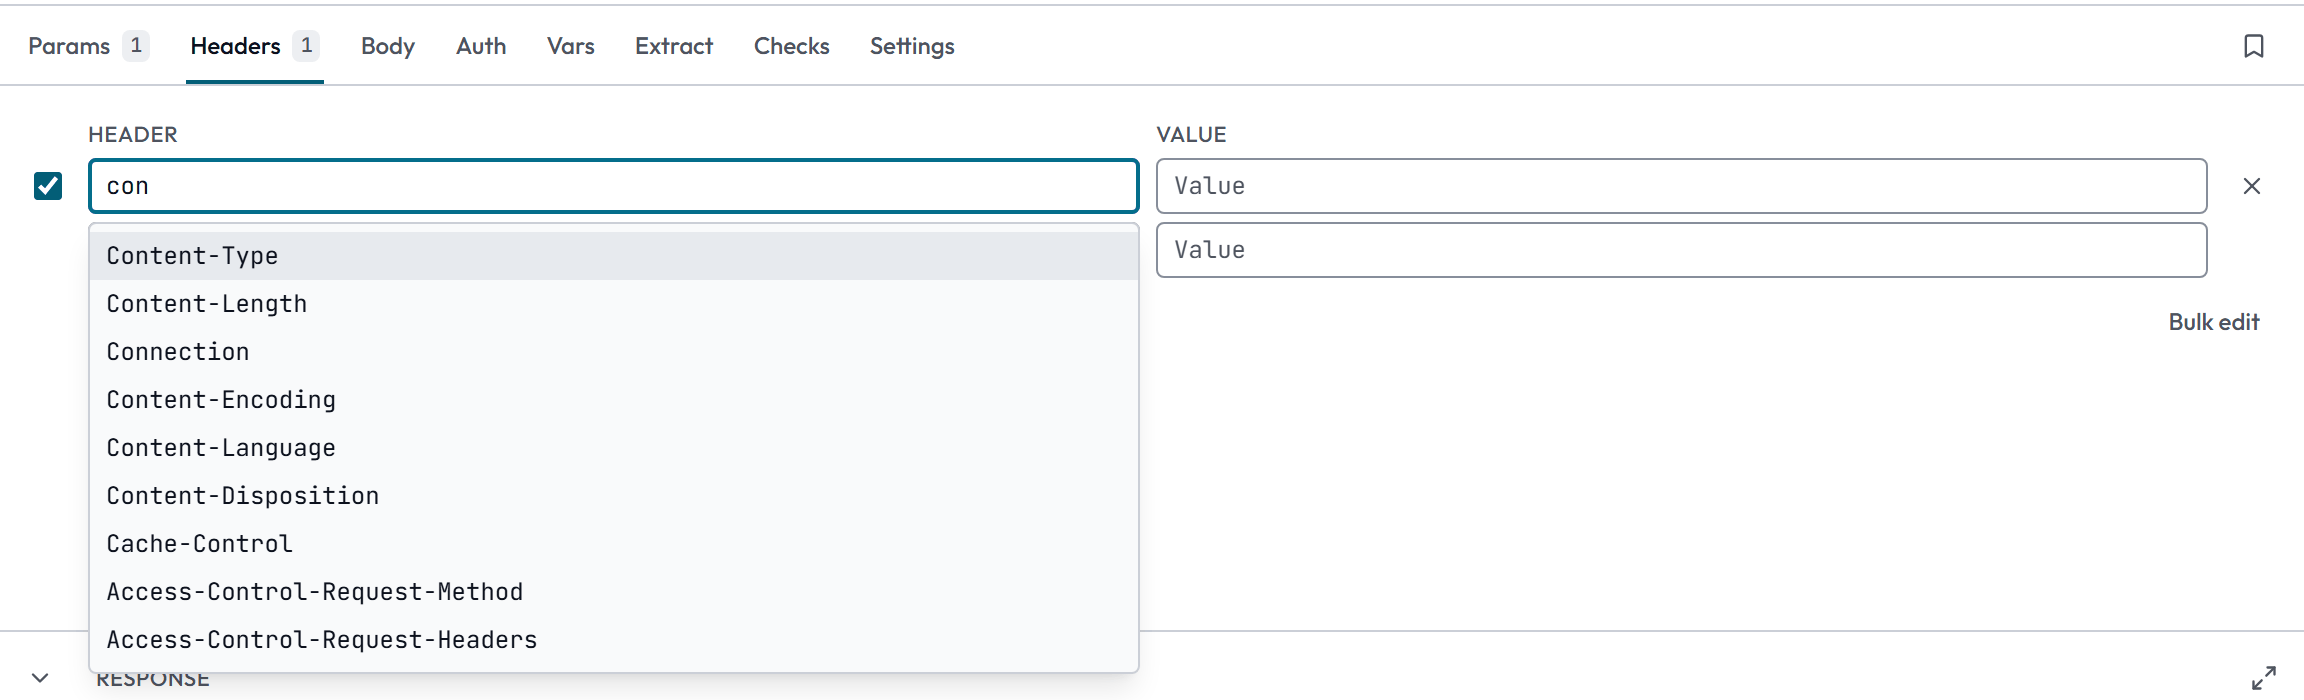 Params 1 Headers 1 Body Auth Vars Extract Checks Settings
HEADER VALUE
con Value
Value
Content-Type
Content-Length
Bulk edit
Connection
Content-Encoding
Content-Language
Content-Disposition
Cache-Control
Access-Control-Request-Method
Access-Control-Request-Headers
RESPONSE